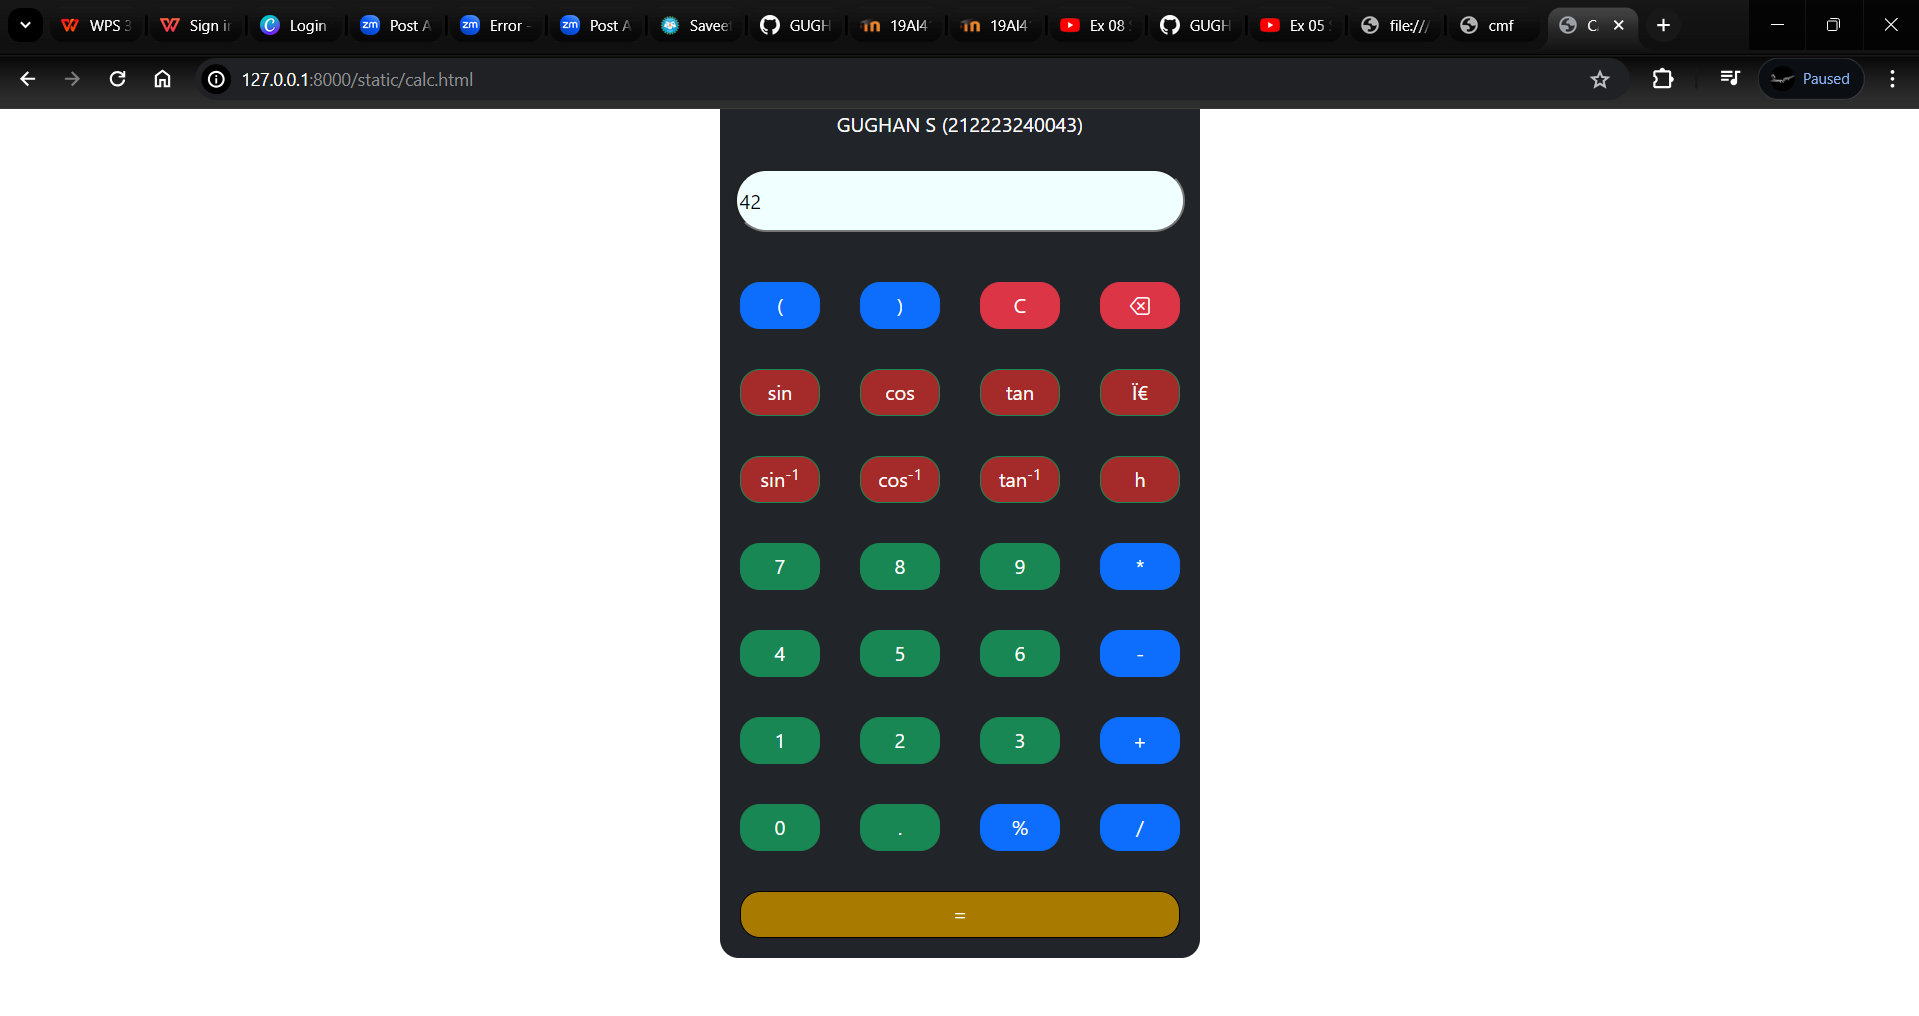 WPS 3 Sign in Login Post A Error - Post A Saveet GUGH 19AI4 19AI4 Ex 08 GUGH Ex 05 file:/// cmf C
127.0.0.1:8000/static/calc.html Paused
GUGHAN S (212223240043)
42
( ) C
sin cos tan Ï€
sin-1 cos-1 tan-1 h
7 8 9 *
4 5 6 -
1 2 3 +
0 . % /
=